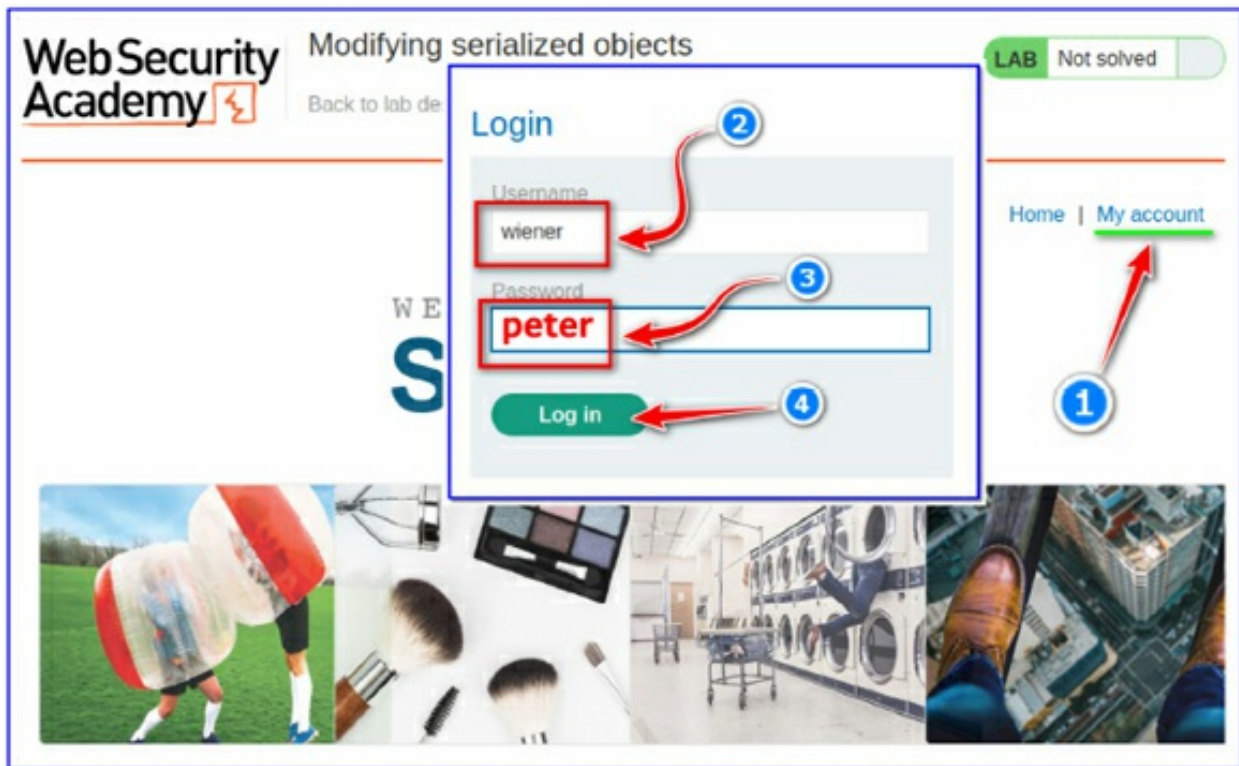 Web Security
Academy
Modifying serialized objects
Back to lab de
LAB Not solved
Home | My account
1
Login
2
Username
wiener
3
Password
peter
4
Log in
WE
S